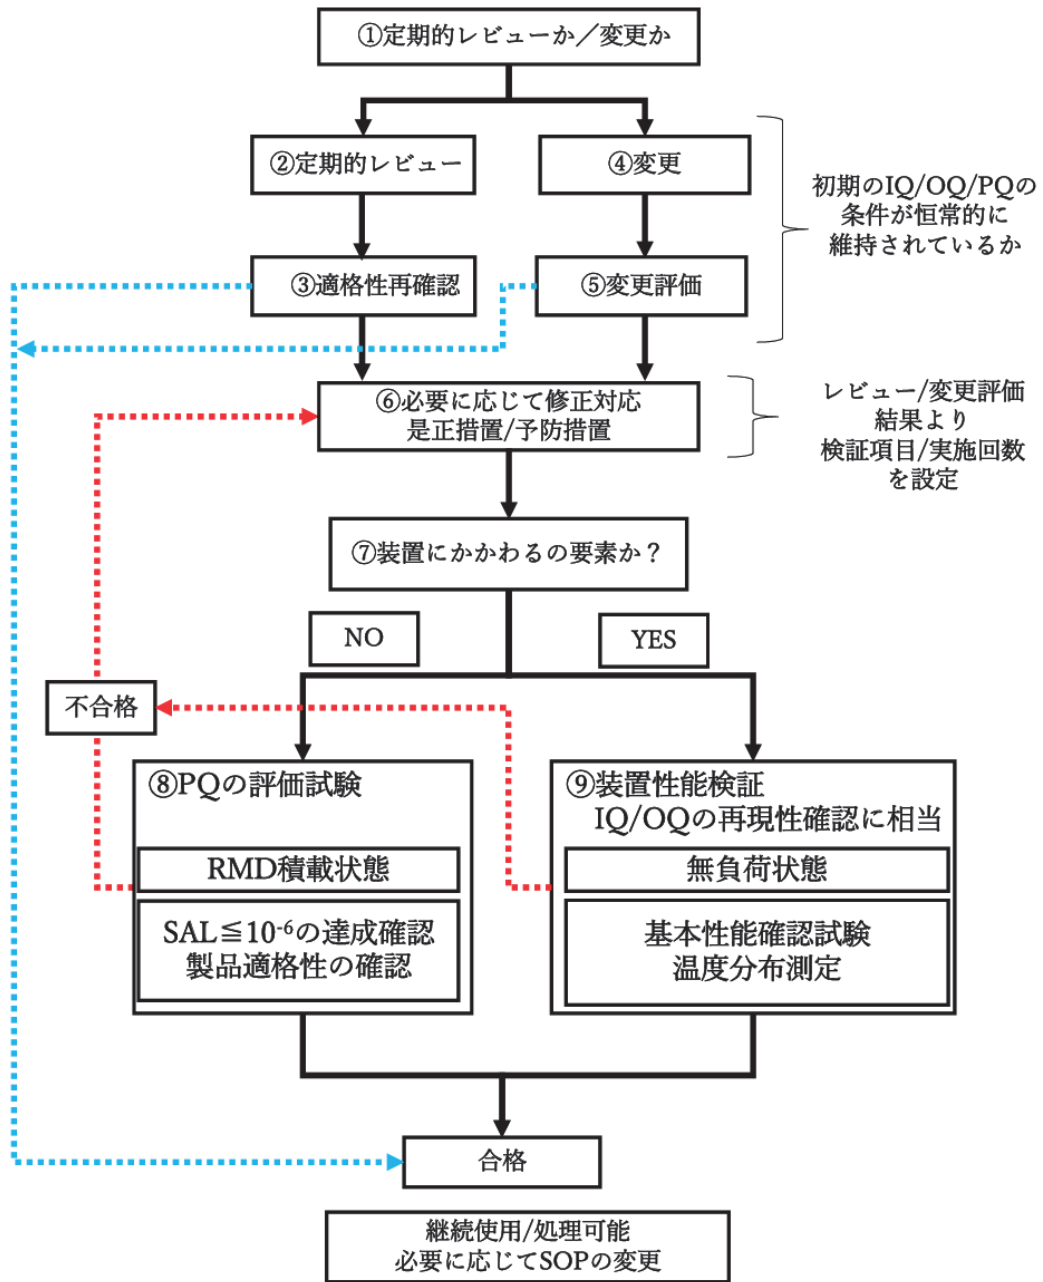 ①定期的レビューか／変更か
②定期的レビュー
④変更
初期のIQ/OQ/PQの
条件が恒常的に
維持されているか
③適格性再確認
⑤変更評価
⑥必要に応じて修正対応
是正措置/予防措置
レビュー/変更評価
結果より
検証項目/実施回数
を設定
⑦装置にかかわるの要素か？
NO
YES
不合格
⑧PQの評価試験
RMD積載状態
SAL≦10-6の達成確認
製品適格性の確認
⑨装置性能検証
IQ/OQの再現性確認に相当
無負荷状態
基本性能確認試験
温度分布測定
合格
継続使用/処理可能
必要に応じてSOPの変更